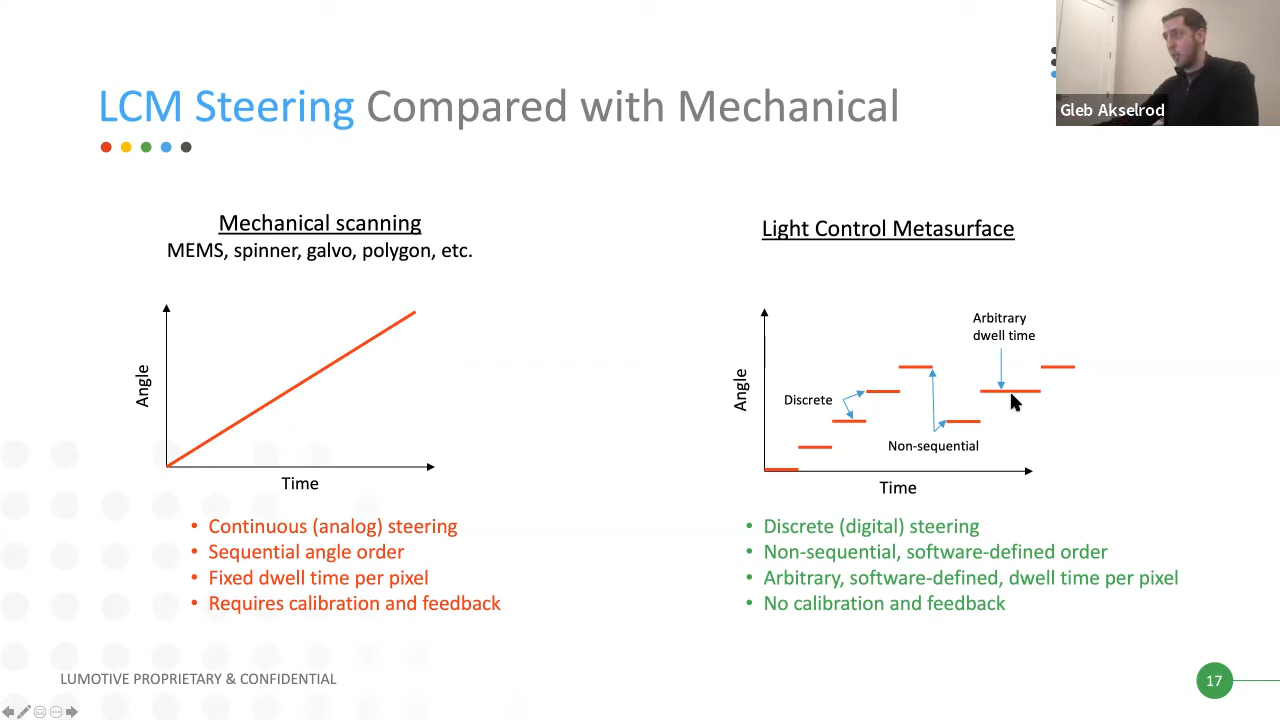 Gleb Akselrod
LCM Steering Compared with Mechanical
Mechanical scanning
MEMS, spinner, galvo, polygon, etc.
Angle
Time
• Continuous (analog) steering
• Sequential angle order
• Fixed dwell time per pixel
• Requires calibration and feedback
Light Control Metasurface
Arbitrary
dwell time
Discrete
Non-sequential
Angle
Time
• Discrete (digital) steering
• Non-sequential, software-defined order
• Arbitrary, software-defined, dwell time per pixel
• No calibration and feedback
LUMOTIVE PROPRIETARY & CONFIDENTIAL
17